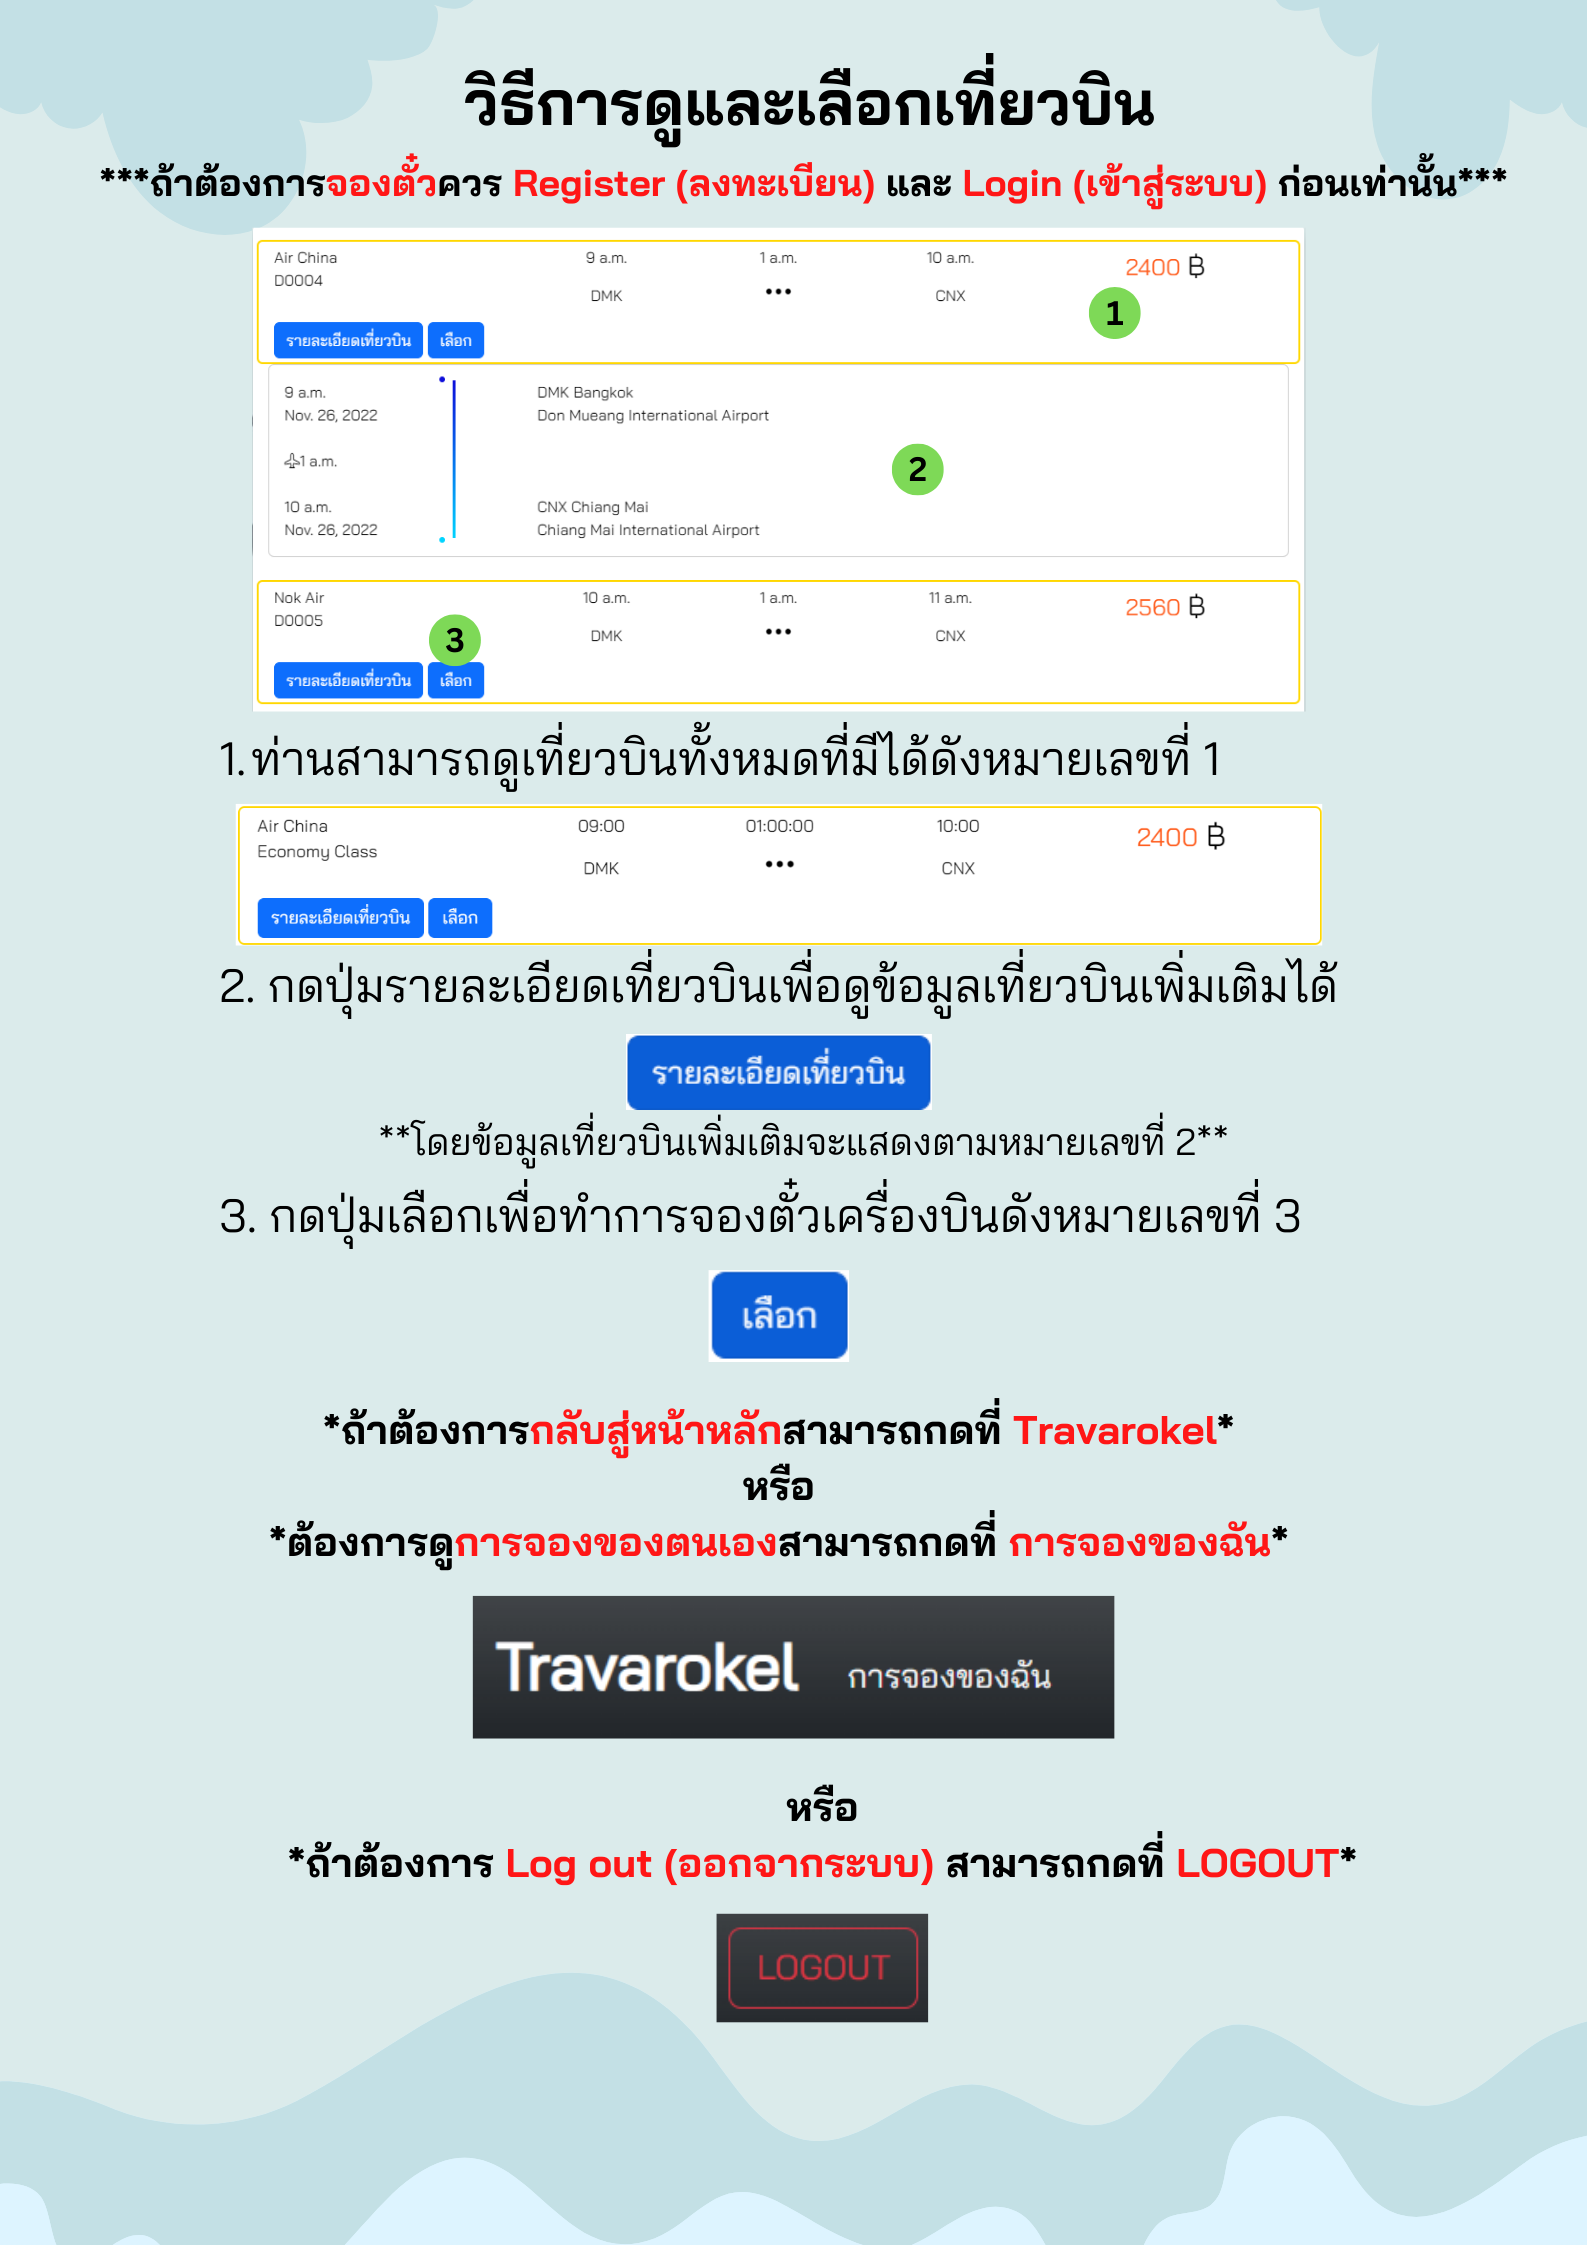 วิธีการดูและเลือกเที่ยวบิน
***ถ้าต้องการจองตั๋วควร Register (ลงทะเบียน) และ Login (เข้าสู่ระบบ) ก่อนเท่านั้น***
Air China 9 a.m. 1 a.m. 10 a.m. 2400 ฿
D0004 DMK ••• CNX
1
รายละเอียดเที่ยวบิน เลือก
9 a.m. DMK Bangkok
Nov. 26, 2022 Don Mueang International Airport
1 a.m. 2
10 a.m. CNX Chiang Mai
Nov. 26, 2022 Chiang Mai International Airport
Nok Air 10 a.m. 1 a.m. 11 a.m. 2560 ฿
D0005 DMK ••• CNX
3
รายละเอียดเที่ยวบิน เลือก
1. ท่านสามารถดูเที่ยวบินทั้งหมดที่มีได้ดังหมายเลขที่ 1
Air China 09:00 01:00:00 10:00 2400 ฿
Economy Class DMK ••• CNX
รายละเอียดเที่ยวบิน เลือก
2. กดปุ่มรายละเอียดเที่ยวบินเพื่อดูข้อมูลเที่ยวบินเพิ่มเติมได้
รายละเอียดเที่ยวบิน
**โดยข้อมูลเที่ยวบินเพิ่มเติมจะแสดงตามหมายเลขที่ 2**
3. กดปุ่มเลือกเพื่อทำการจองตั๋วเครื่องบินดังหมายเลขที่ 3
เลือก
*ถ้าต้องการกลับสู่หน้าหลักสามารถกดที่ Travarokel*
หรือ
*ต้องการดูการจองของตนเองสามารถกดที่ การจองของฉัน*
Travarokel การจองของฉัน
หรือ
*ถ้าต้องการ Log out (ออกจากระบบ) สามารถกดที่ LOGOUT*
LOGOUT